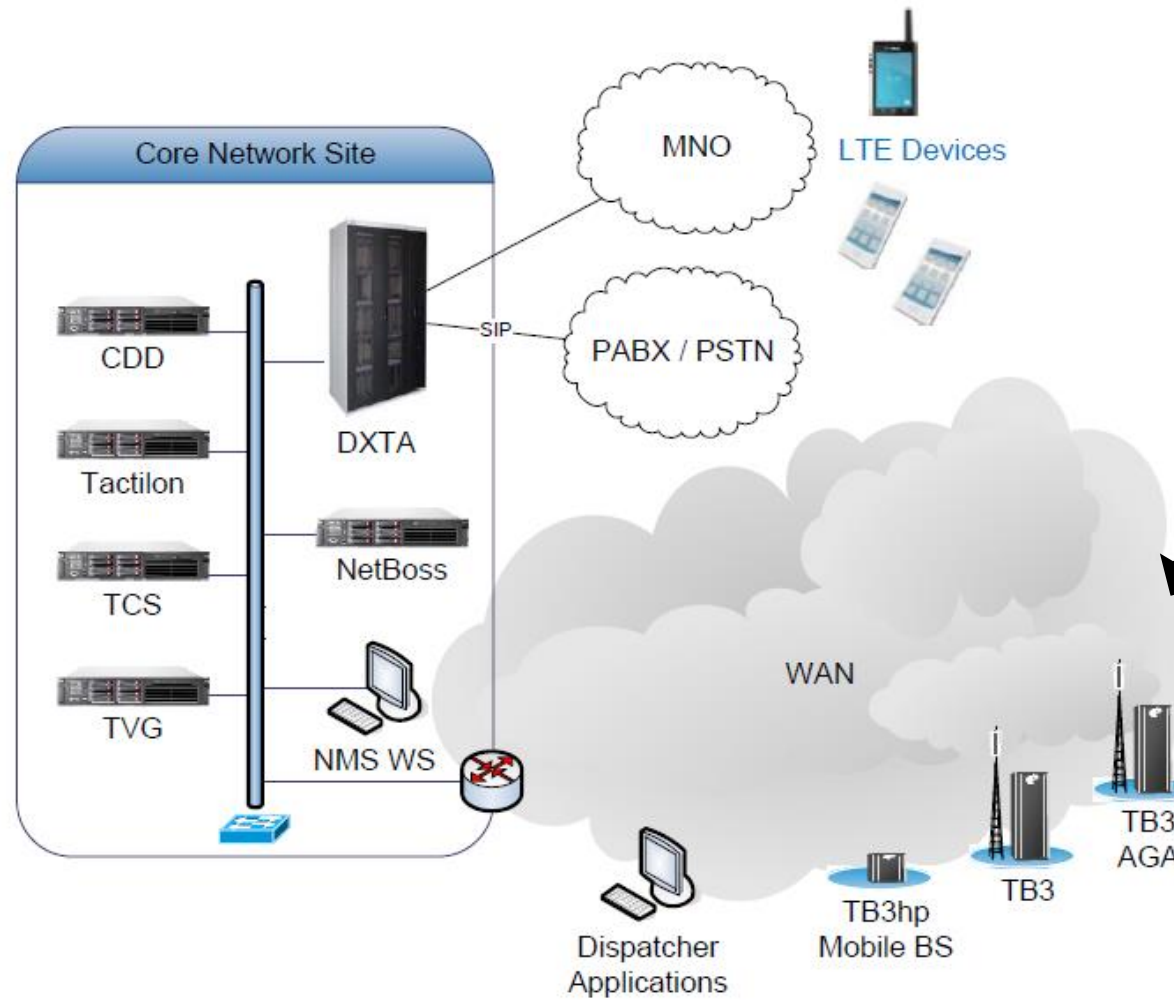 Core Network Site
MNO
LTE Devices
CDD
SIP
PABX / PSTN
DXTA
Tactilon
NetBoss
TCS
WAN
TVG
NMS WS
TB3
AGA
TB3
TB3hp
Mobile BS
Dispatcher
Applications